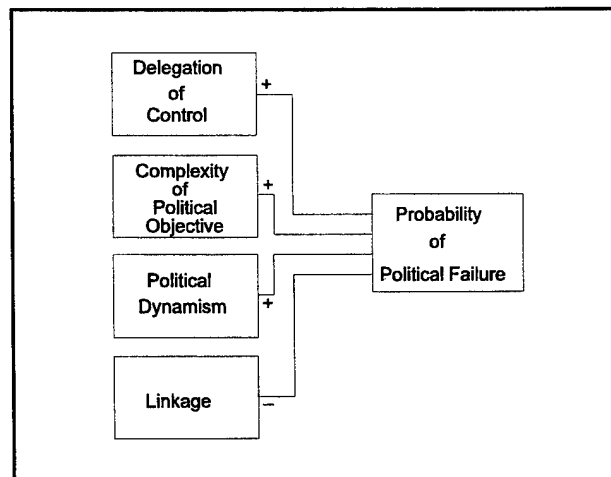 Delegation
of
Control
+
Complexity
of
Political
Objective
+
Political
Dynamism
+
Linkage
−
Probability
of
Political Failure